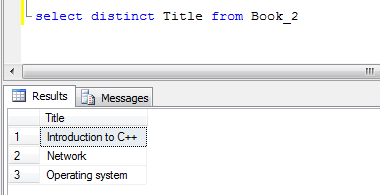 select distinct Title from Book_2
Results Messages
Title
1 Introduction to C++
2 Network
3 Operating system